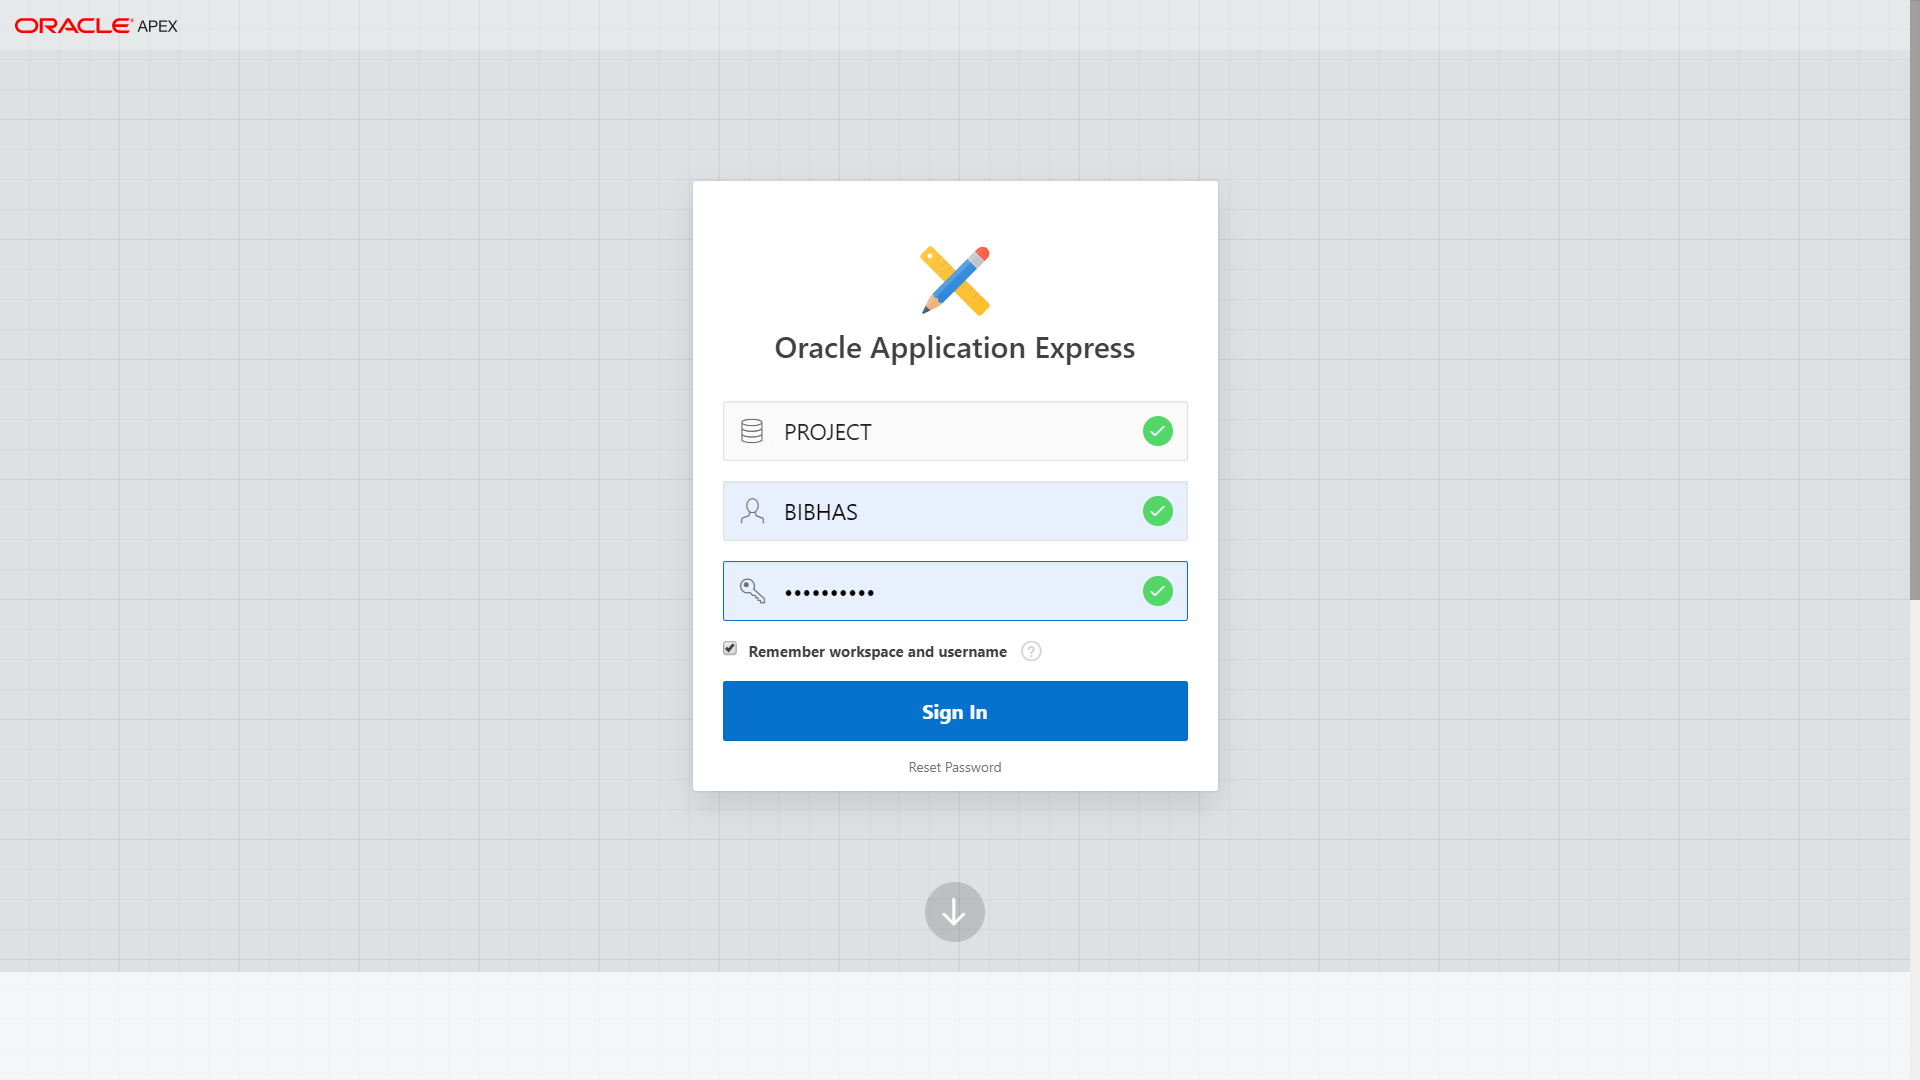 ORACLE® APEX
Oracle Application Express
PROJECT
BIBHAS
••••••••••
Remember workspace and username ?
Sign In
Reset Password